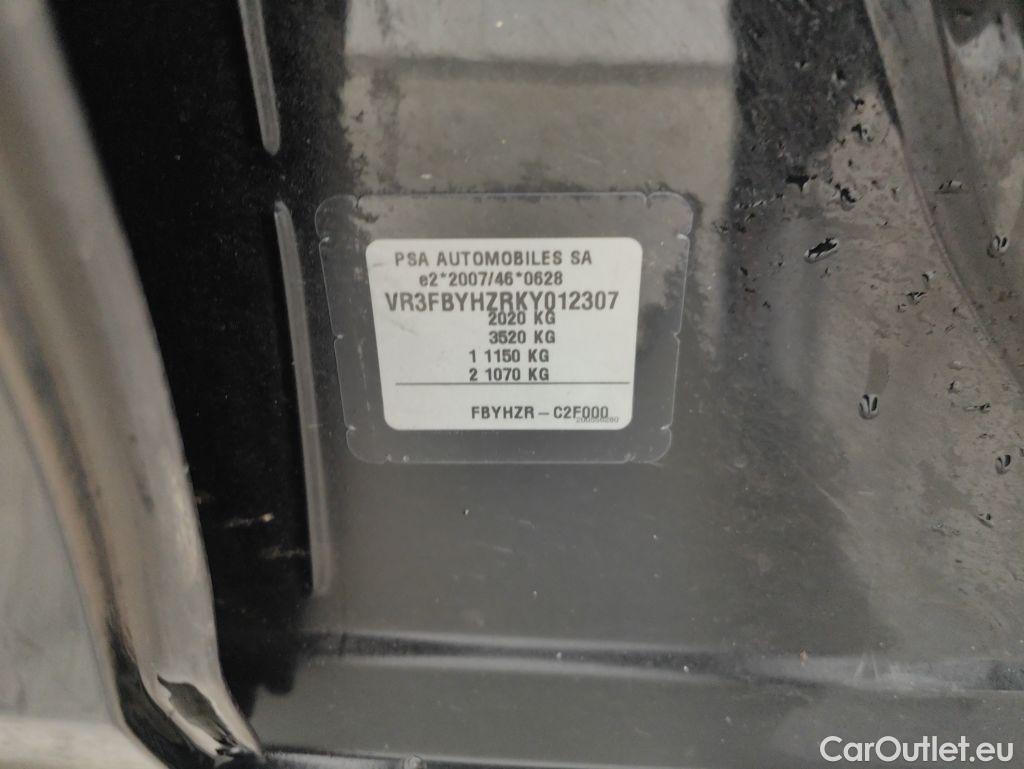 PSA AUTOMOBILES SA
e2*2007/46*0628
VR3FBYHZRKY012307
2020 KG
3520 KG
1 1150 KG
2 1070 KG
FBYHZR – C2F000
CarOutlet.eu